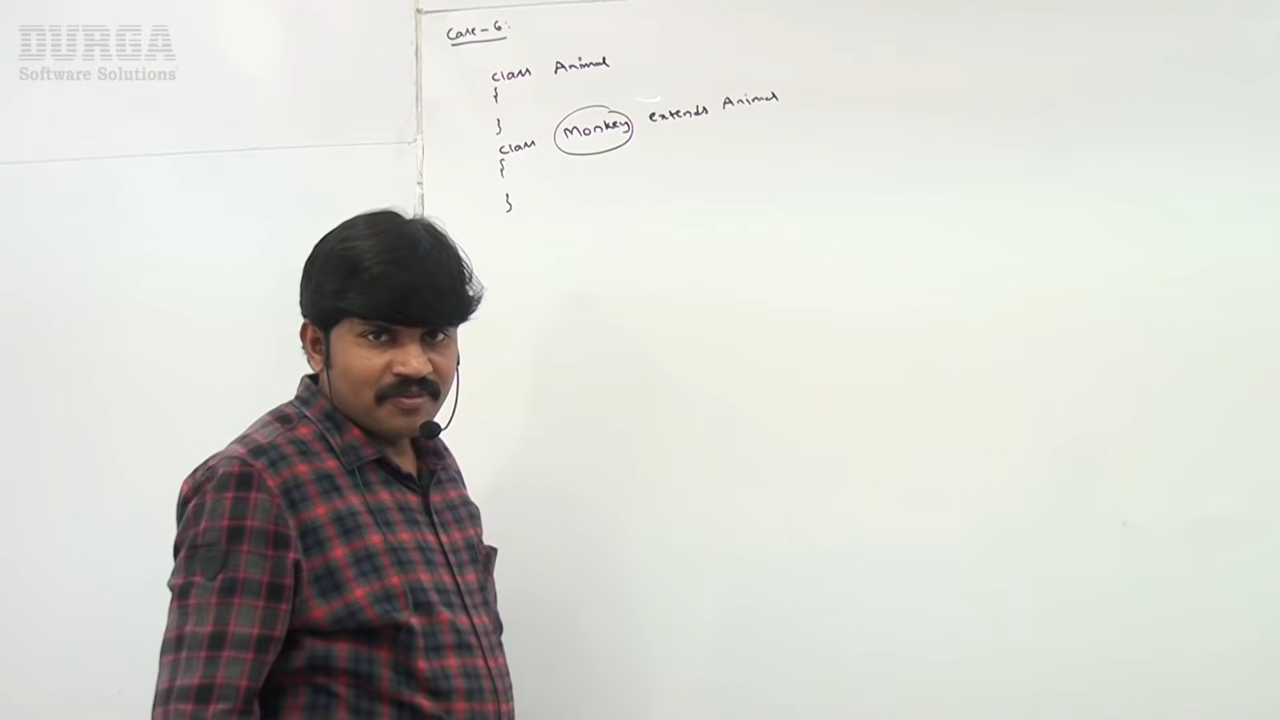 DURGA
Software Solutions
Case-6:
class Animal
{
}
class Monkey extends Animal
{
}